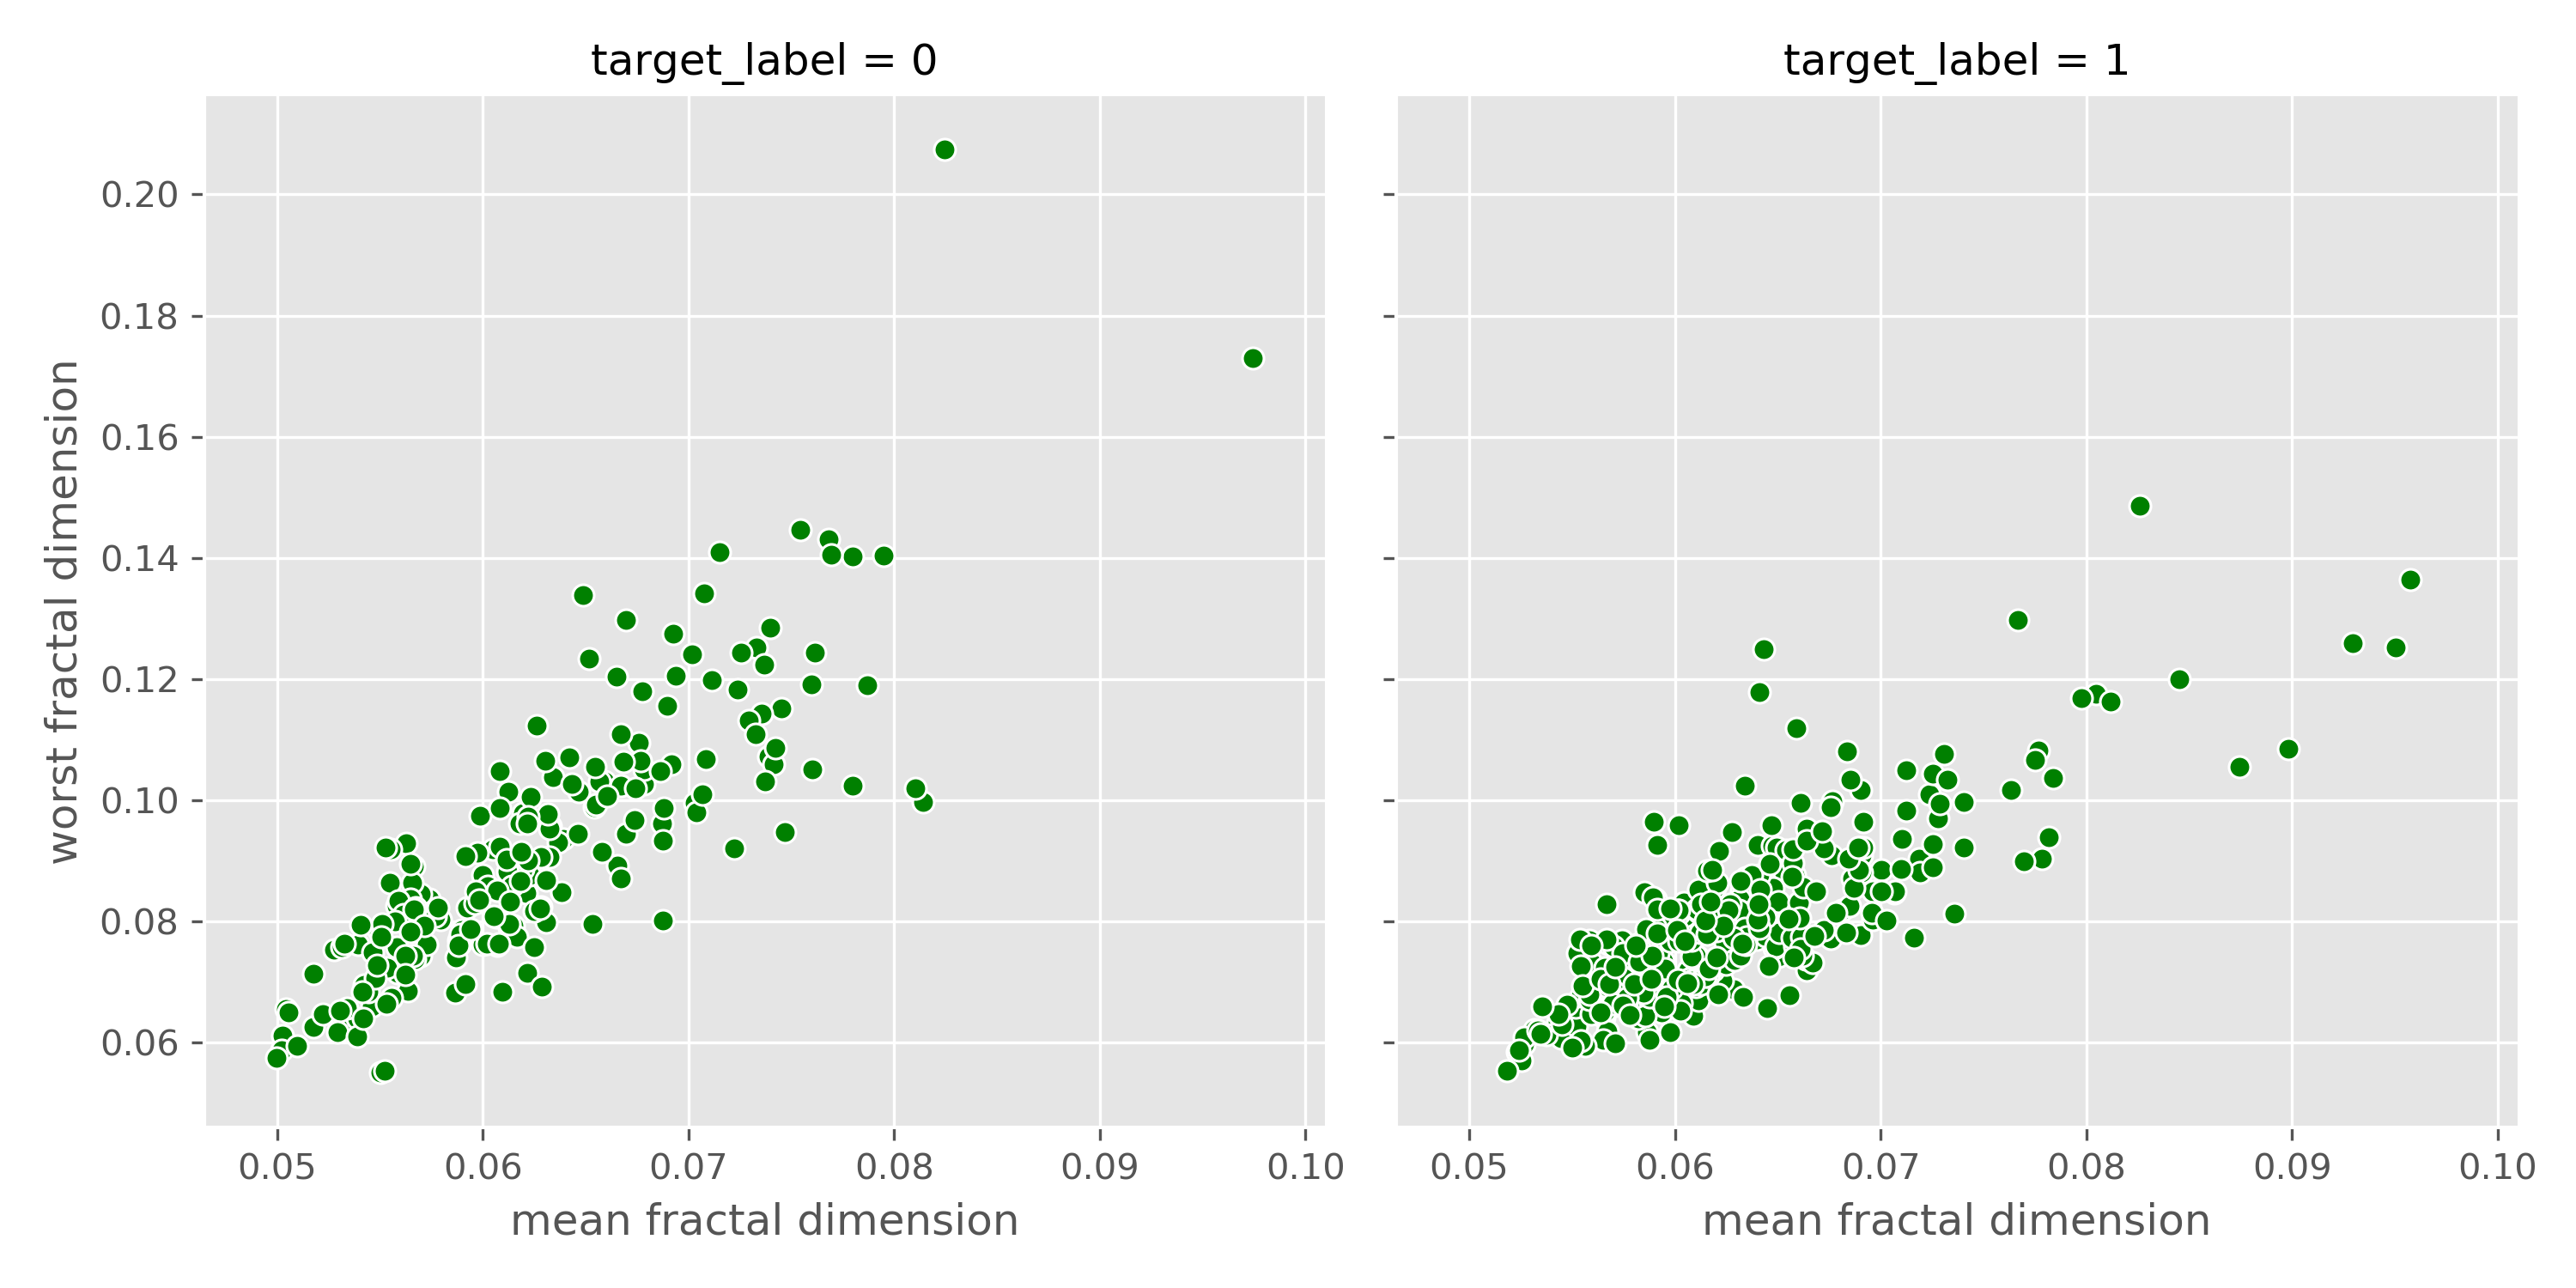 target_label = 0
target_label = 1
0.20
0.18
0.16
0.14
0.12
0.10
0.08
0.06
worst fractal dimension
0.05 0.06 0.07 0.08 0.09 0.10
0.05 0.06 0.07 0.08 0.09 0.10
mean fractal dimension
mean fractal dimension